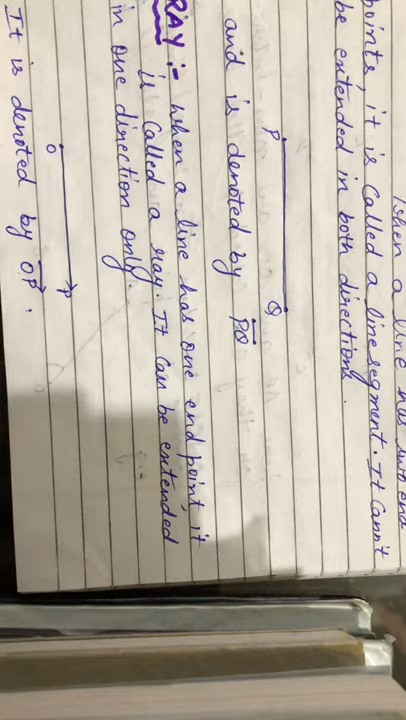 When a line has two end
points, it is called a line segment. It can't
be extended in both directions.
P Q
and is denoted by PQ
RAY :- when a line has one end point, it
is called a ray. It can be extended
in one direction only.
O P
It is denoted by OP.